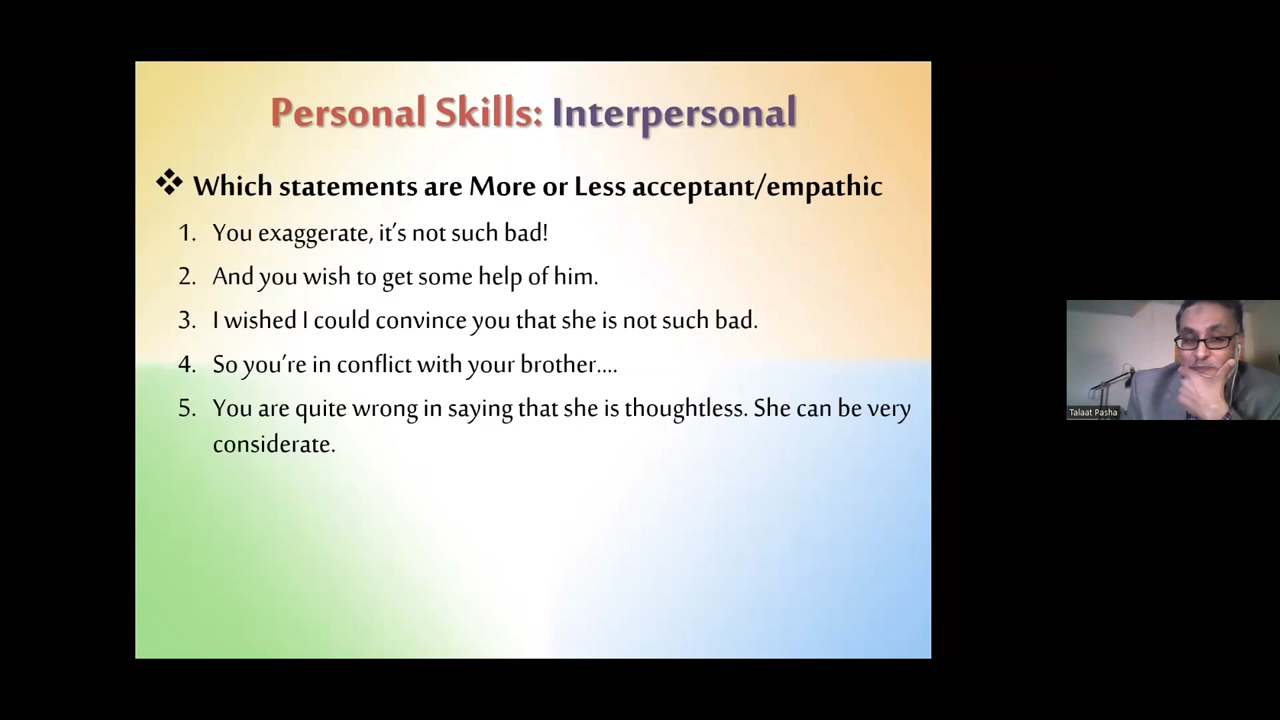 Personal Skills: Interpersonal
❖ Which statements are More or Less acceptant/empathic
1. You exaggerate, it’s not such bad!
2. And you wish to get some help of him.
3. I wished I could convince you that she is not such bad.
4. So you’re in conflict with your brother....
5. You are quite wrong in saying that she is thoughtless. She can be very
considerate.
Talaat Pasha